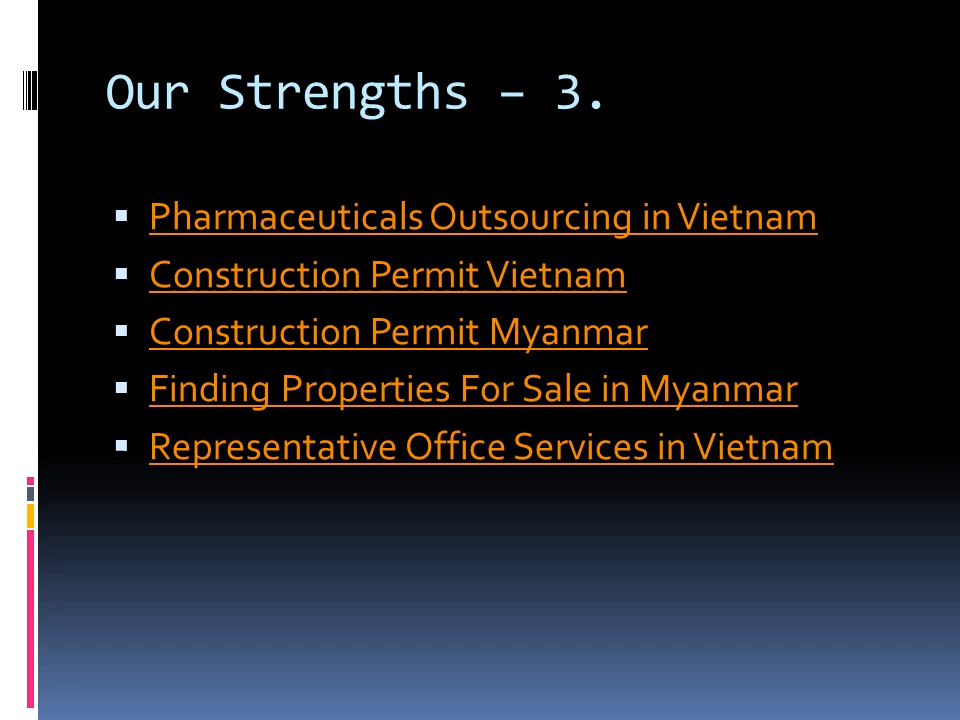 Our Strengths – 3.
Pharmaceuticals Outsourcing in Vietnam
Construction Permit Vietnam
Construction Permit Myanmar
Finding Properties For Sale in Myanmar
Representative Office Services in Vietnam